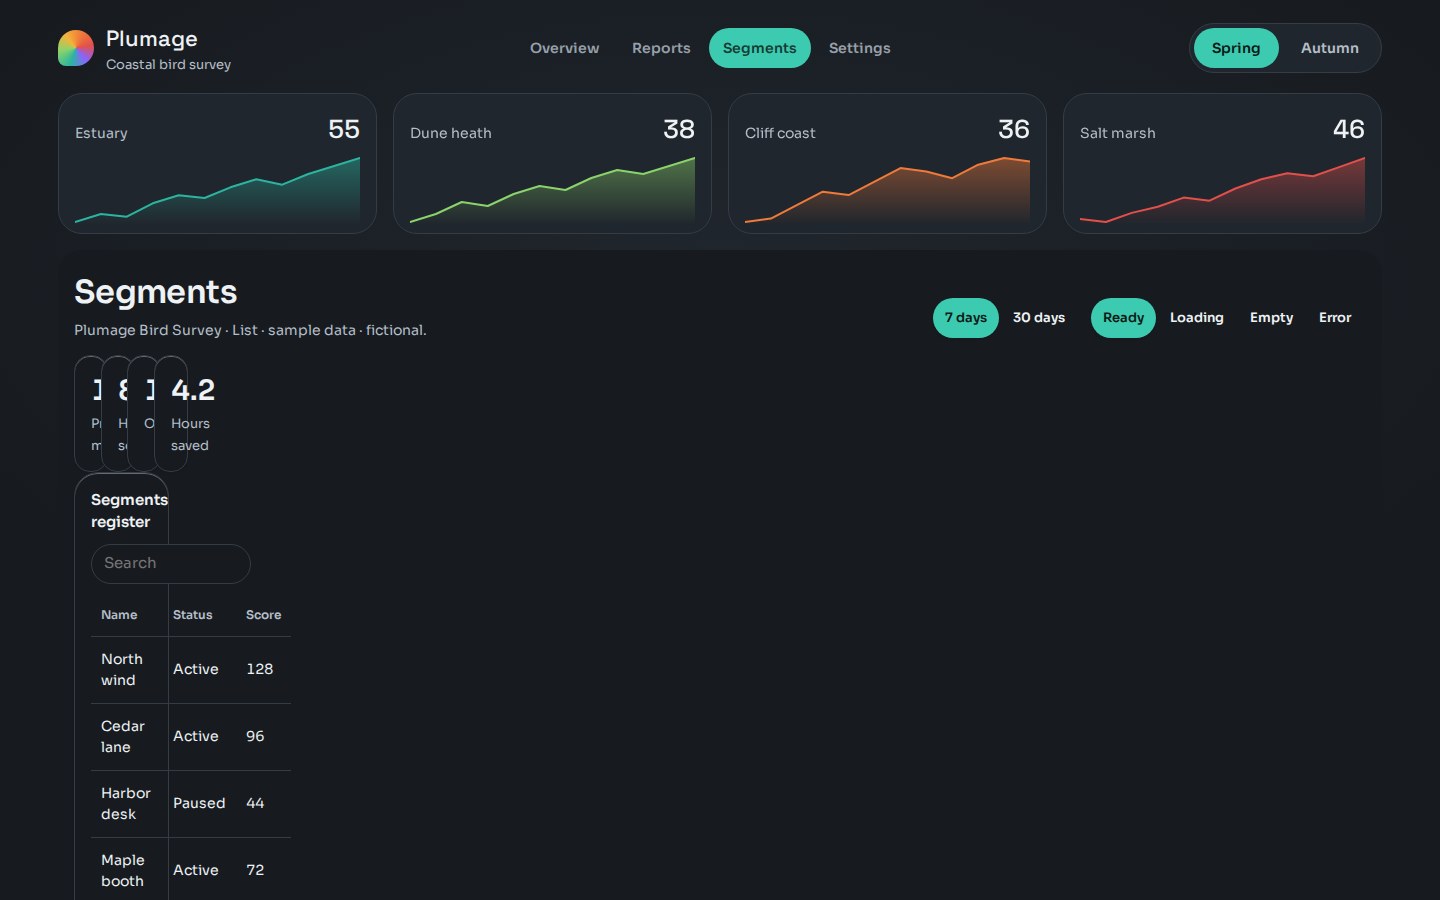 Plumage
Coastal bird survey
Overview Reports Segments Settings
Spring Autumn
Estuary 55
Dune heath 38
Cliff coast 36
Salt marsh 46
Segments
Plumage Bird Survey · List · sample data · fictional.
7 days 30 days Ready Loading Empty Error
4.2
Hours
saved
Segments
register
Search
Name Status Score
North wind Active 128
Cedar lane Active 96
Harbor desk Paused 44
Maple booth Active 72